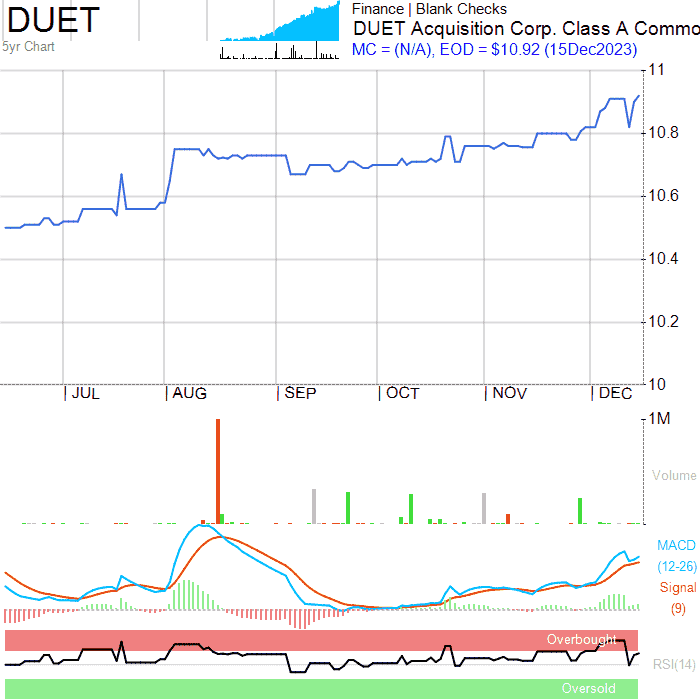 DUET
5yr Chart
Finance | Blank Checks
DUET Acquisition Corp. Class A Commo
MC = (N/A), EOD = $10.92 (15Dec2023)
11
10.8
10.6
10.4
10.2
10
| JUL | AUG | SEP | OCT | NOV | DEC
1M
Volume
MACD
(12-26)
Signal
(9)
Overbought
RSI(14)
Oversold